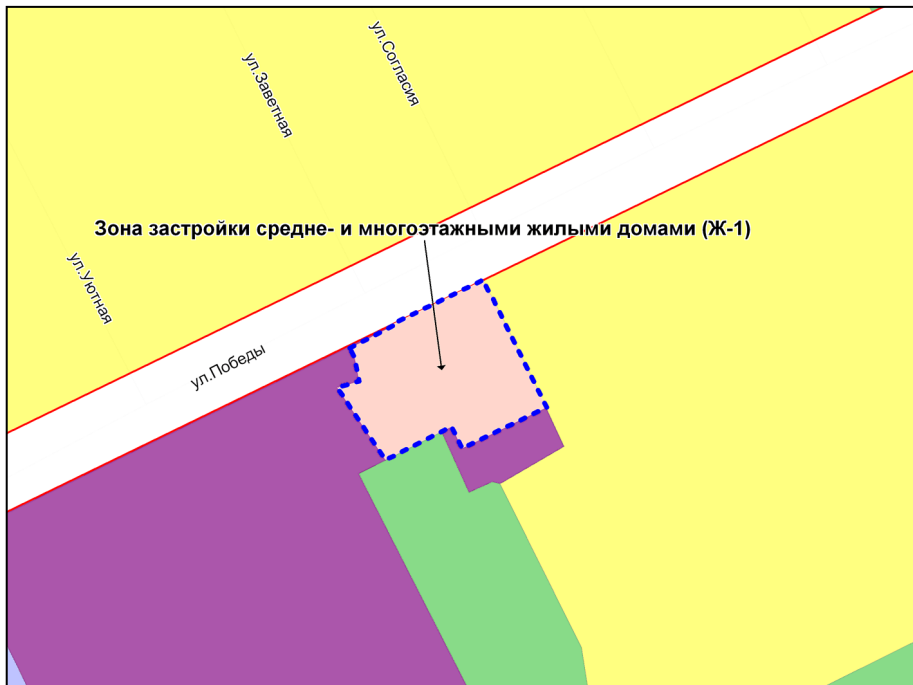 ул.Заветная
ул.Согласия
Зона застройки средне- и многоэтажными жилыми домами (Ж-1)
ул.Уютная
ул.Победы